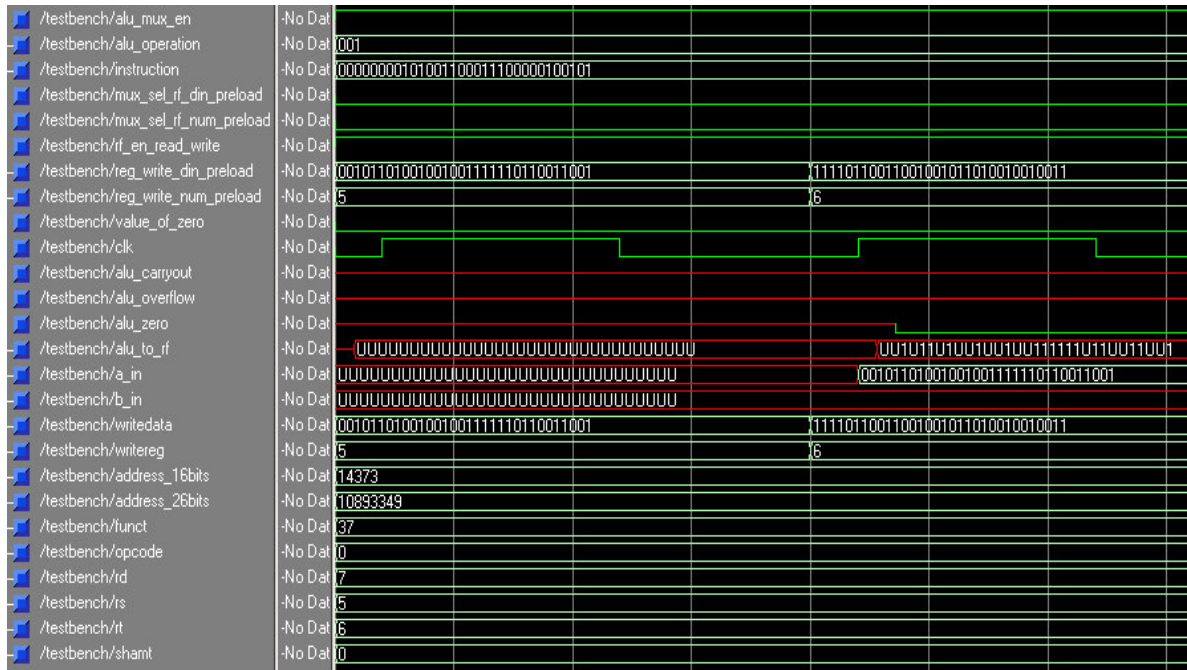 /testbench/alu_mux_en -No Dat
/testbench/alu_operation -No Dat 001
/testbench/instruction -No Dat 00000000101001100011100000100101
/testbench/mux_sel_rf_din_preload -No Dat
/testbench/mux_sel_rf_num_preload -No Dat
/testbench/rf_en_read_write -No Dat
/testbench/reg_write_din_preload -No Dat 00101101001001001111110110011001 11110110011001001011010010010011
/testbench/reg_write_num_preload -No Dat 5 6
/testbench/value_of_zero -No Dat
/testbench/clk -No Dat
/testbench/alu_carryout -No Dat
/testbench/alu_overflow -No Dat
/testbench/alu_zero -No Dat
/testbench/alu_to_rf -No Dat UUUUUUUUUUUUUUUUUUUUUUUUUUUUUUUU UU1U11U1UU1UU1UU111111U11UU11UU1
/testbench/a_in -No Dat UUUUUUUUUUUUUUUUUUUUUUUUUUUUUUUU 00101101001001001111110110011001
/testbench/b_in -No Dat UUUUUUUUUUUUUUUUUUUUUUUUUUUUUUUU
/testbench/writedata -No Dat 00101101001001001111110110011001 11110110011001001011010010010011
/testbench/writereg -No Dat 5 6
/testbench/address_16bits -No Dat 14373
/testbench/address_26bits -No Dat 10893349
/testbench/funct -No Dat 37
/testbench/opcode -No Dat 0
/testbench/rd -No Dat 7
/testbench/rs -No Dat 5
/testbench/rt -No Dat 6
/testbench/shamt -No Dat 0